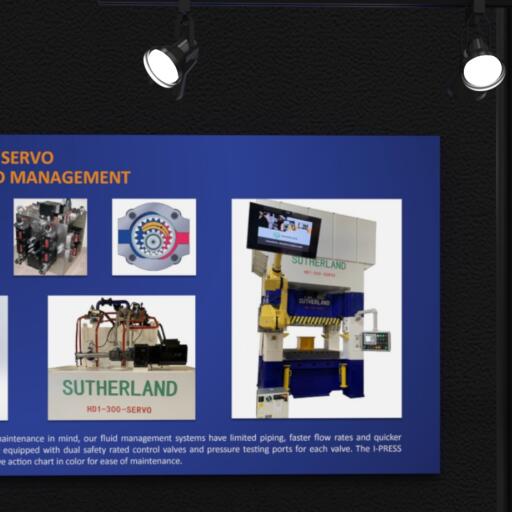 SERVO
D MANAGEMENT
SUTHERLAND
HD1-300-SERVO
SUTHERLAND
SUTHERLAND
HD1-300-SERVO
maintenance in mind, our fluid management systems have limited piping, faster flow rates and quicker
equipped with dual safety rated control valves and pressure testing ports for each valve. The I-PRESS
e action chart in color for ease of maintenance.